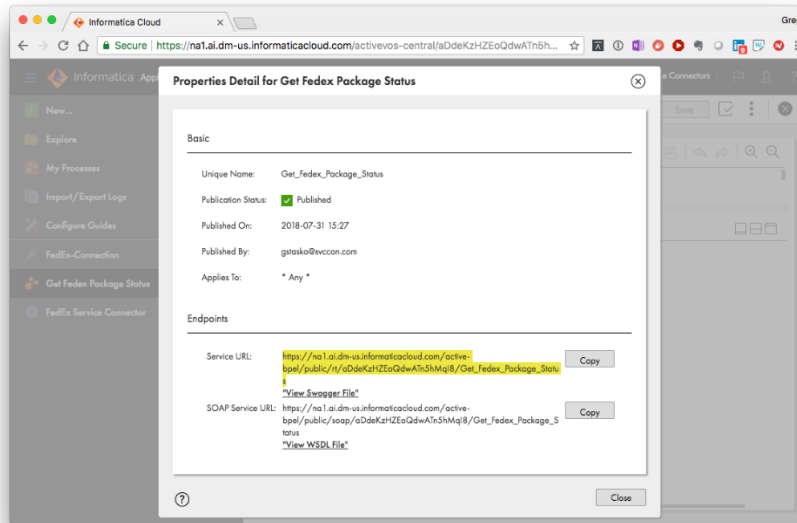 Informatica Cloud
Gre
Secure | https://na1.ai.dm-us.informaticacloud.com/activevos-central/aDdeKzHZEoQdwATn5h...
Informatica Appl
e Connectors
Properties Detail for Get Fedex Package Status
New...
Save
Explore
My Processes
Import/Export Logs
Configure Guides
FedEx-Connection
Get Fedex Package Status
FedEx Service Connector
Basic
Unique Name: Get_Fedex_Package_Status
Publication Status: Published
Published On: 2018-07-31 15:27
Published By: gstasko@svccon.com
Applies To: * Any *
Endpoints
Service URL: https://na1.ai.dm-us.informaticacloud.com/active-
bpel/public/rt/aDdeKzHZEoQdwATn5hMqI8/Get_Fedex_Package_Statu
s
Copy
"View Swagger File"
SOAP Service URL: https://na1.ai.dm-us.informaticacloud.com/active-
bpel/public/soap/aDdeKzHZEoQdwATn5hMqI8/Get_Fedex_Package_S
tatus
Copy
"View WSDL File"
?
Close